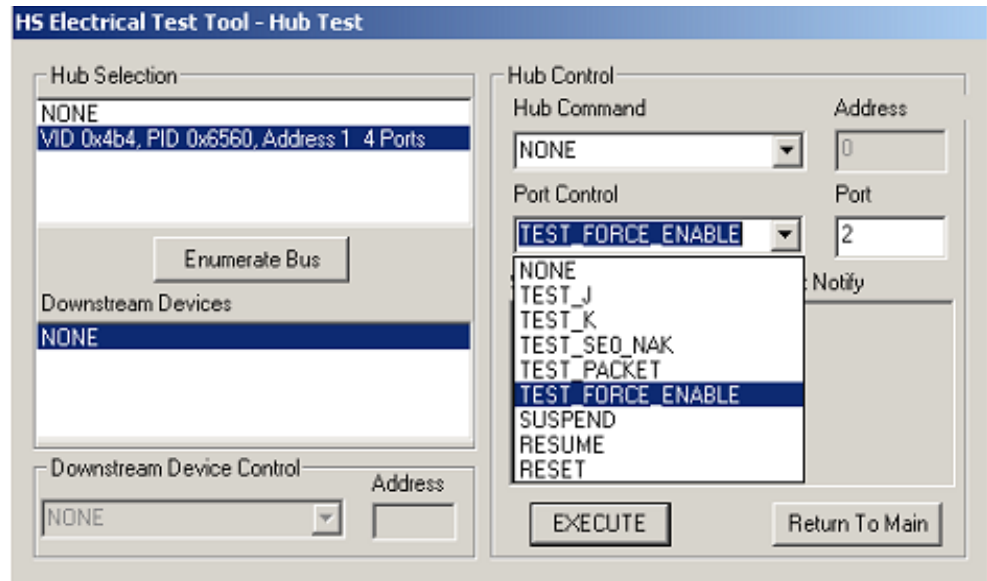 HS Electrical Test Tool - Hub Test
Hub Selection
NONE
VID 0x4b4, PID 0x6560, Address 1 4 Ports
Enumerate Bus
Downstream Devices
NONE
Downstream Device Control
Address
NONE
Hub Control
Hub Command
Address
NONE
0
Port Control
Port
TEST_FORCE_ENABLE
2
Notify
NONE
TEST_J
TEST_K
TEST_SE0_NAK
TEST_PACKET
TEST_FORCE_ENABLE
SUSPEND
RESUME
RESET
EXECUTE
Return To Main